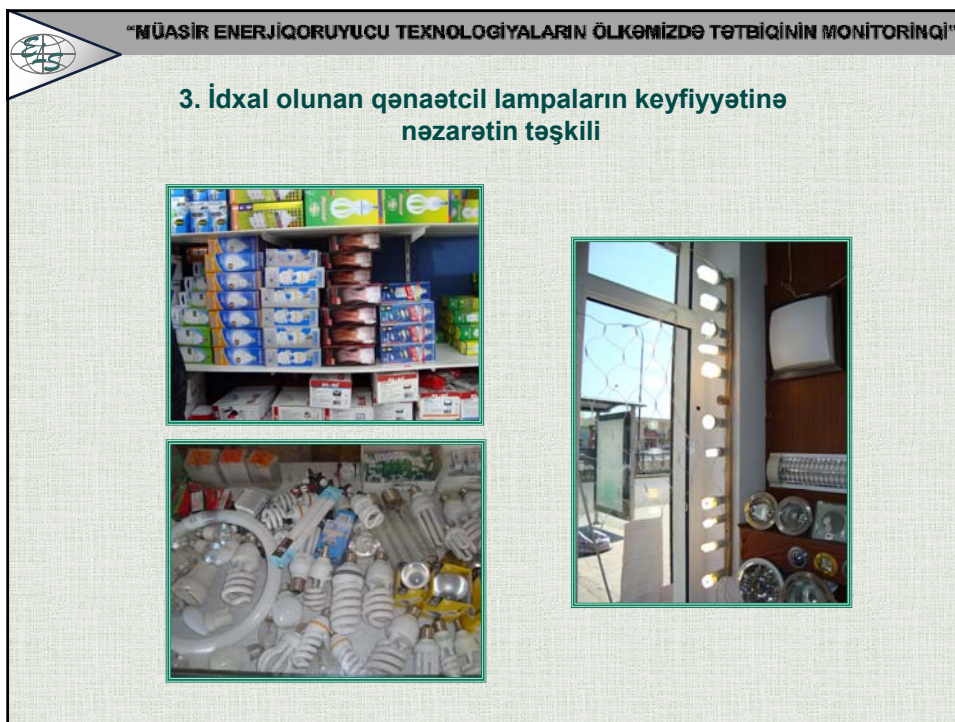 "MÜASİR ENERJİQORUYUCU TEXNOLOGİYALARIN ÖLKƏMİZDƏ TƏTBİQİNİN MONİTORİNQİ"
EAS
3. İdxal olunan qənaətcil lampaların keyfiyyətinə
nəzarətin təşkili